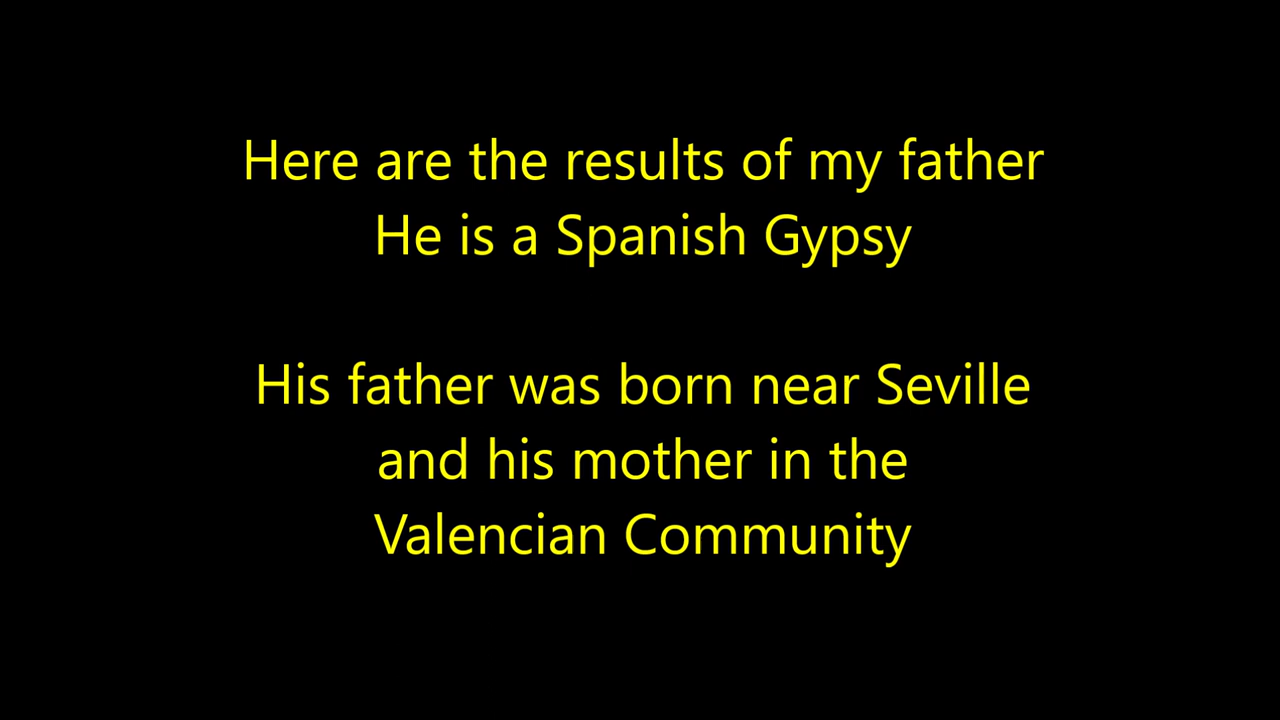 Here are the results of my father
He is a Spanish Gypsy
His father was born near Seville
and his mother in the
Valencian Community